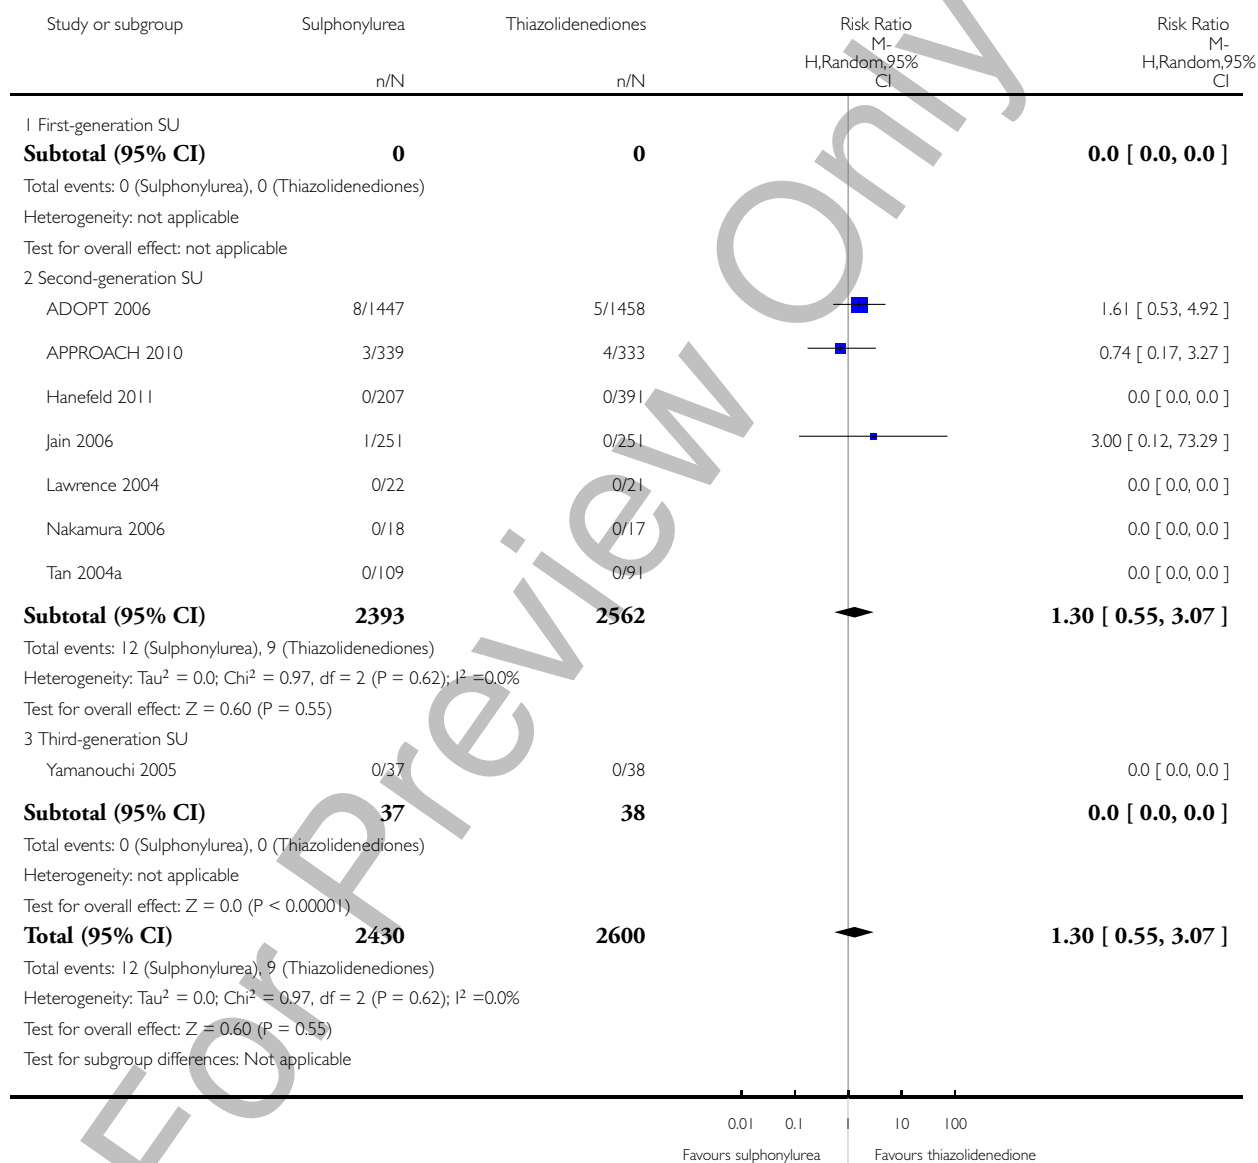 Study or subgroup Sulphonylurea Thiazolidenediones Risk Ratio Risk Ratio
M- M-
H,Random,95% H,Random,95%
n/N n/N CI CI
1 First-generation SU
Subtotal (95% CI) 0 0 0.0 [ 0.0, 0.0 ]
Total events: 0 (Sulphonylurea), 0 (Thiazolidenediones)
Heterogeneity: not applicable
Test for overall effect: not applicable
2 Second-generation SU
ADOPT 2006 8/1447 5/1458 1.61 [ 0.53, 4.92 ]
APPROACH 2010 3/339 4/333 0.74 [ 0.17, 3.27 ]
Hanefeld 2011 0/207 0/391 0.0 [ 0.0, 0.0 ]
Jain 2006 1/251 0/251 3.00 [ 0.12, 73.29 ]
Lawrence 2004 0/22 0/21 0.0 [ 0.0, 0.0 ]
Nakamura 2006 0/18 0/17 0.0 [ 0.0, 0.0 ]
Tan 2004a 0/109 0/91 0.0 [ 0.0, 0.0 ]
Subtotal (95% CI) 2393 2562 1.30 [ 0.55, 3.07 ]
Total events: 12 (Sulphonylurea), 9 (Thiazolidenediones)
Heterogeneity: Tau² = 0.0; Chi² = 0.97, df = 2 (P = 0.62); I² =0.0%
Test for overall effect: Z = 0.60 (P = 0.55)
3 Third-generation SU
Yamanouchi 2005 0/37 0/38 0.0 [ 0.0, 0.0 ]
Subtotal (95% CI) 37 38 0.0 [ 0.0, 0.0 ]
Total events: 0 (Sulphonylurea), 0 (Thiazolidenediones)
Heterogeneity: not applicable
Test for overall effect: Z = 0.0 (P < 0.00001)
Total (95% CI) 2430 2600 1.30 [ 0.55, 3.07 ]
Total events: 12 (Sulphonylurea), 9 (Thiazolidenediones)
Heterogeneity: Tau² = 0.0; Chi² = 0.97, df = 2 (P = 0.62); I² =0.0%
Test for overall effect: Z = 0.60 (P = 0.55)
Test for subgroup differences: Not applicable
0.01 0.1 1 10 100
Favours sulphonylurea Favours thiazolidenedione
For Preview Only